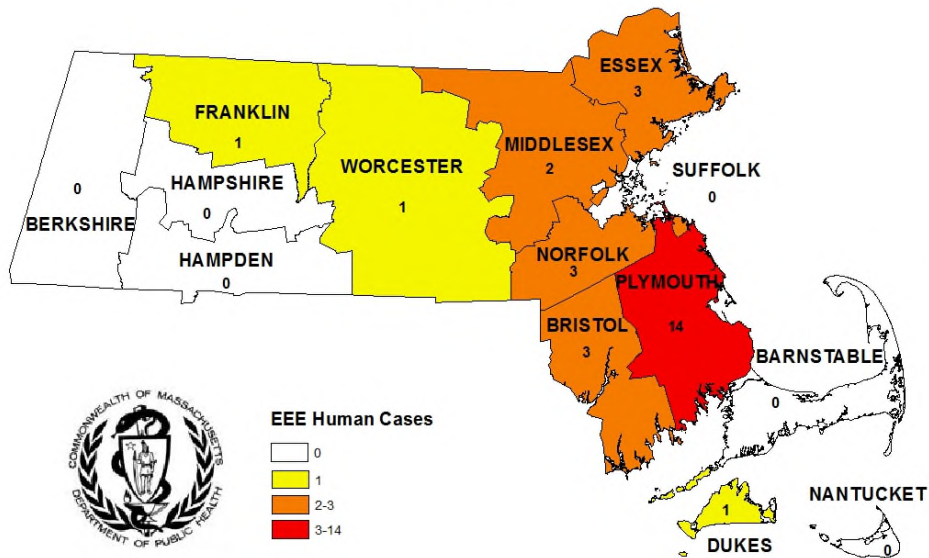 ESSEX
3
FRANKLIN
1
MIDDLESEX
2
WORCESTER
1
SUFFOLK
0
HAMPSHIRE
0
0
BERKSHIRE
HAMPDEN
0
NORFOLK
3
PLYMOUTH
14
BRISTOL
3
BARNSTABLE
0
COMMONWEALTH OF MASSACHUSETTS
DEPARTMENT OF PUBLIC HEALTH
EEE Human Cases
0
1
2-3
3-14
1
DUKES
NANTUCKET
0